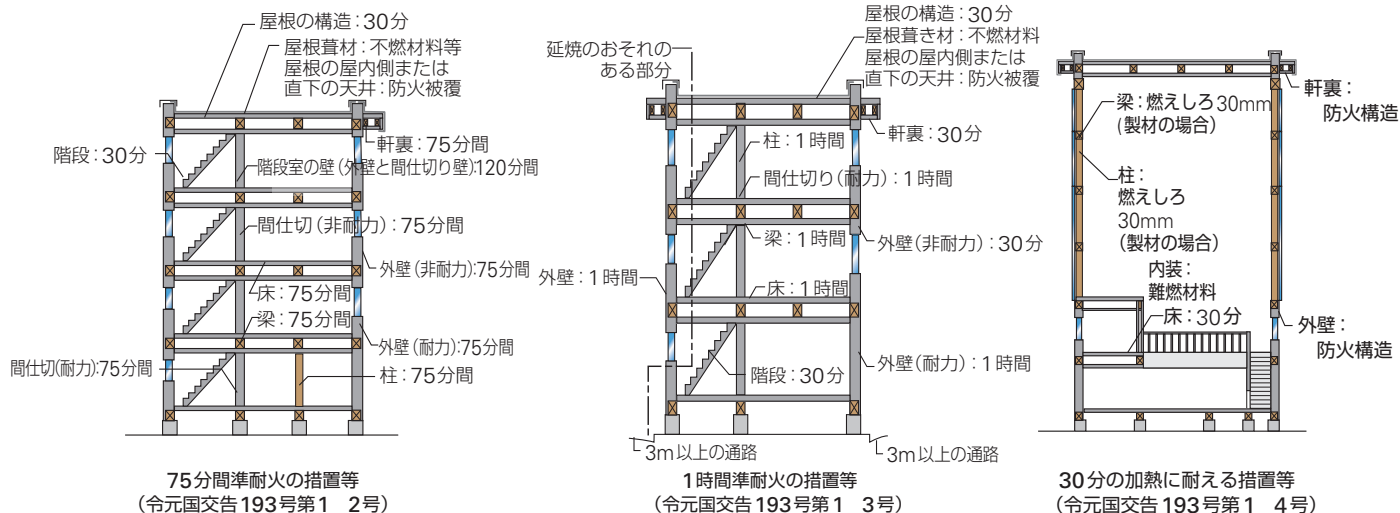 屋根の構造：30分
屋根葺材：不燃材料等
屋根の屋内側または
直下の天井：防火被覆
軒裏：75分間
階段：30分
階段室の壁（外壁と間仕切り壁）:120分間
間仕切（非耐力）：75分間
外壁（非耐力）:75分間
床：75分間
梁：75分間
外壁（耐力）:75分間
間仕切(耐力):75分間
柱：75分間
75分間準耐火の措置等
（令元国交告193号第1　2号）
延焼のおそれの
ある部分
屋根の構造：30分
屋根葺き材：不燃材料
屋根の屋内側または
直下の天井：防火被覆
軒裏：30分
柱：1時間
間仕切り（耐力）：1時間
梁：1時間
外壁（非耐力）：30分
外壁：1時間
床：1時間
外壁（耐力）：1時間
階段：30分
3m以上の通路
3m以上の通路
1時間準耐火の措置等
（令元国交告193号第1　3号）
軒裏：
防火構造
梁：燃えしろ30mm
(製材の場合)
柱：
燃えしろ
30mm
(製材の場合)
内装：
難燃材料
床：30分
外壁：
防火構造
30分の加熱に耐える措置等
（令元国交告193号第1　4号）